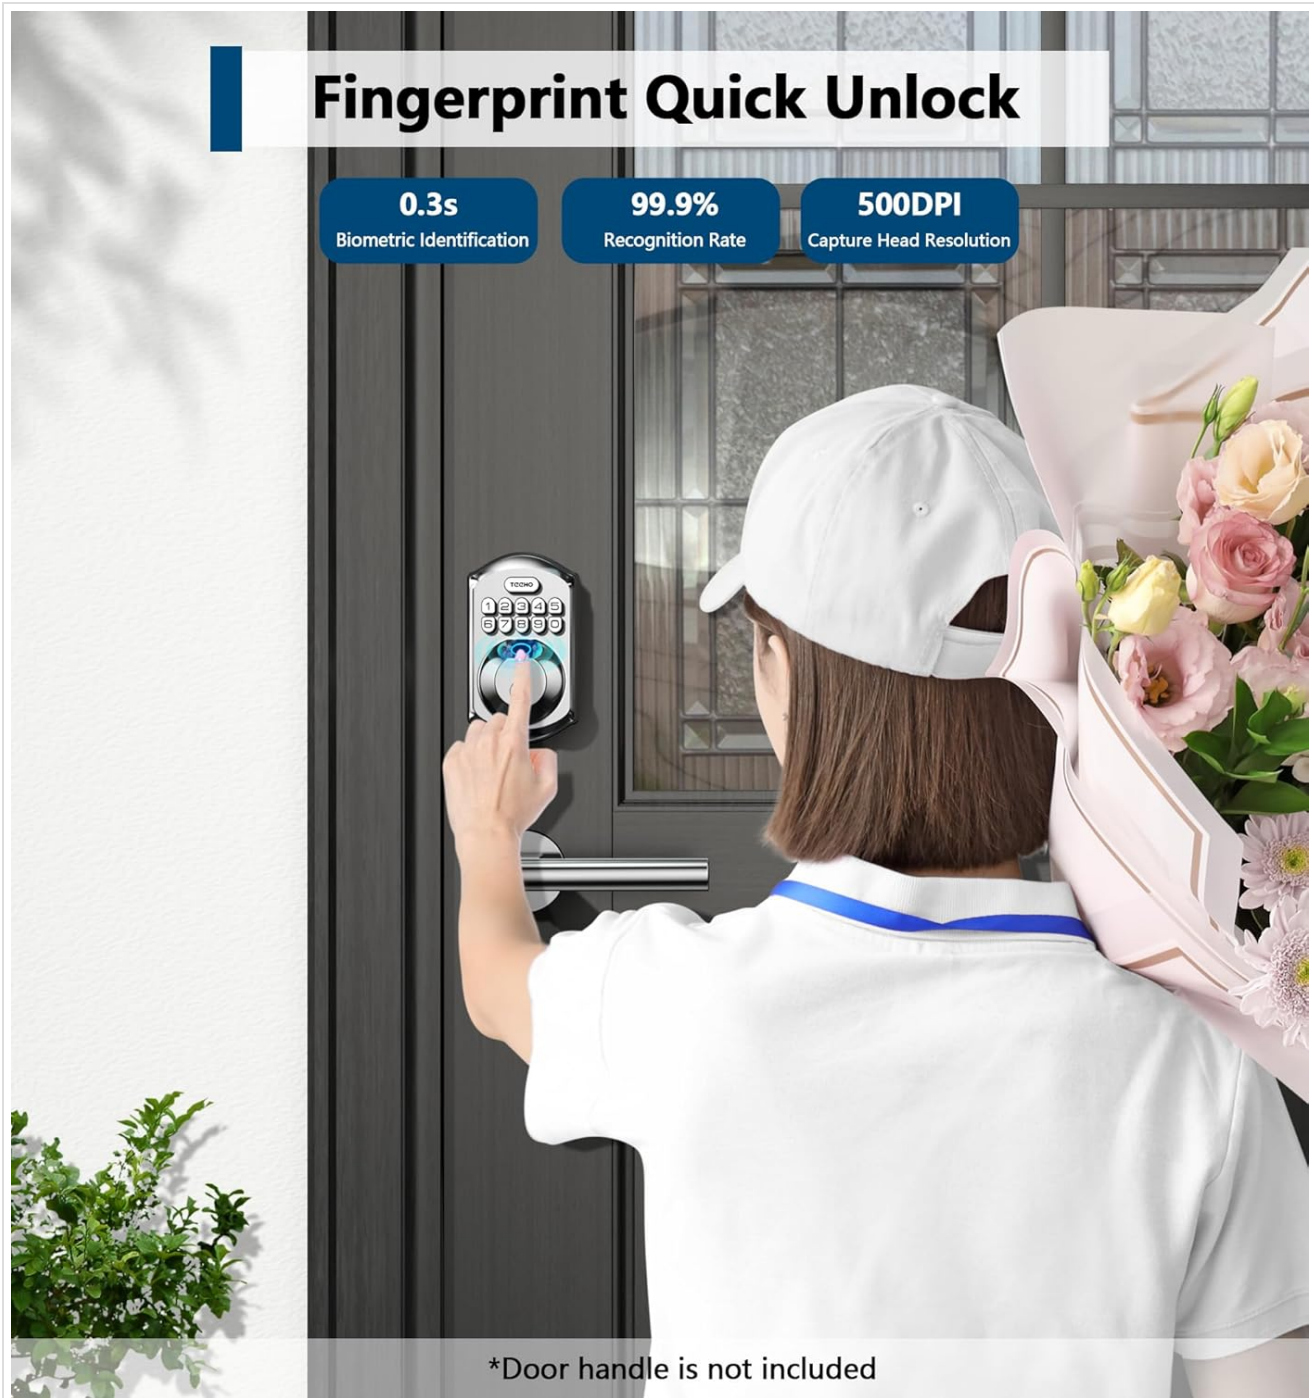 Fingerprint Quick Unlock
0.3s
Biometric Identification
99.9%
Recognition Rate
500DPI
Capture Head Resolution
TECHO
1 2 3 4 5
6 7 8 9 0
*Door handle is not included